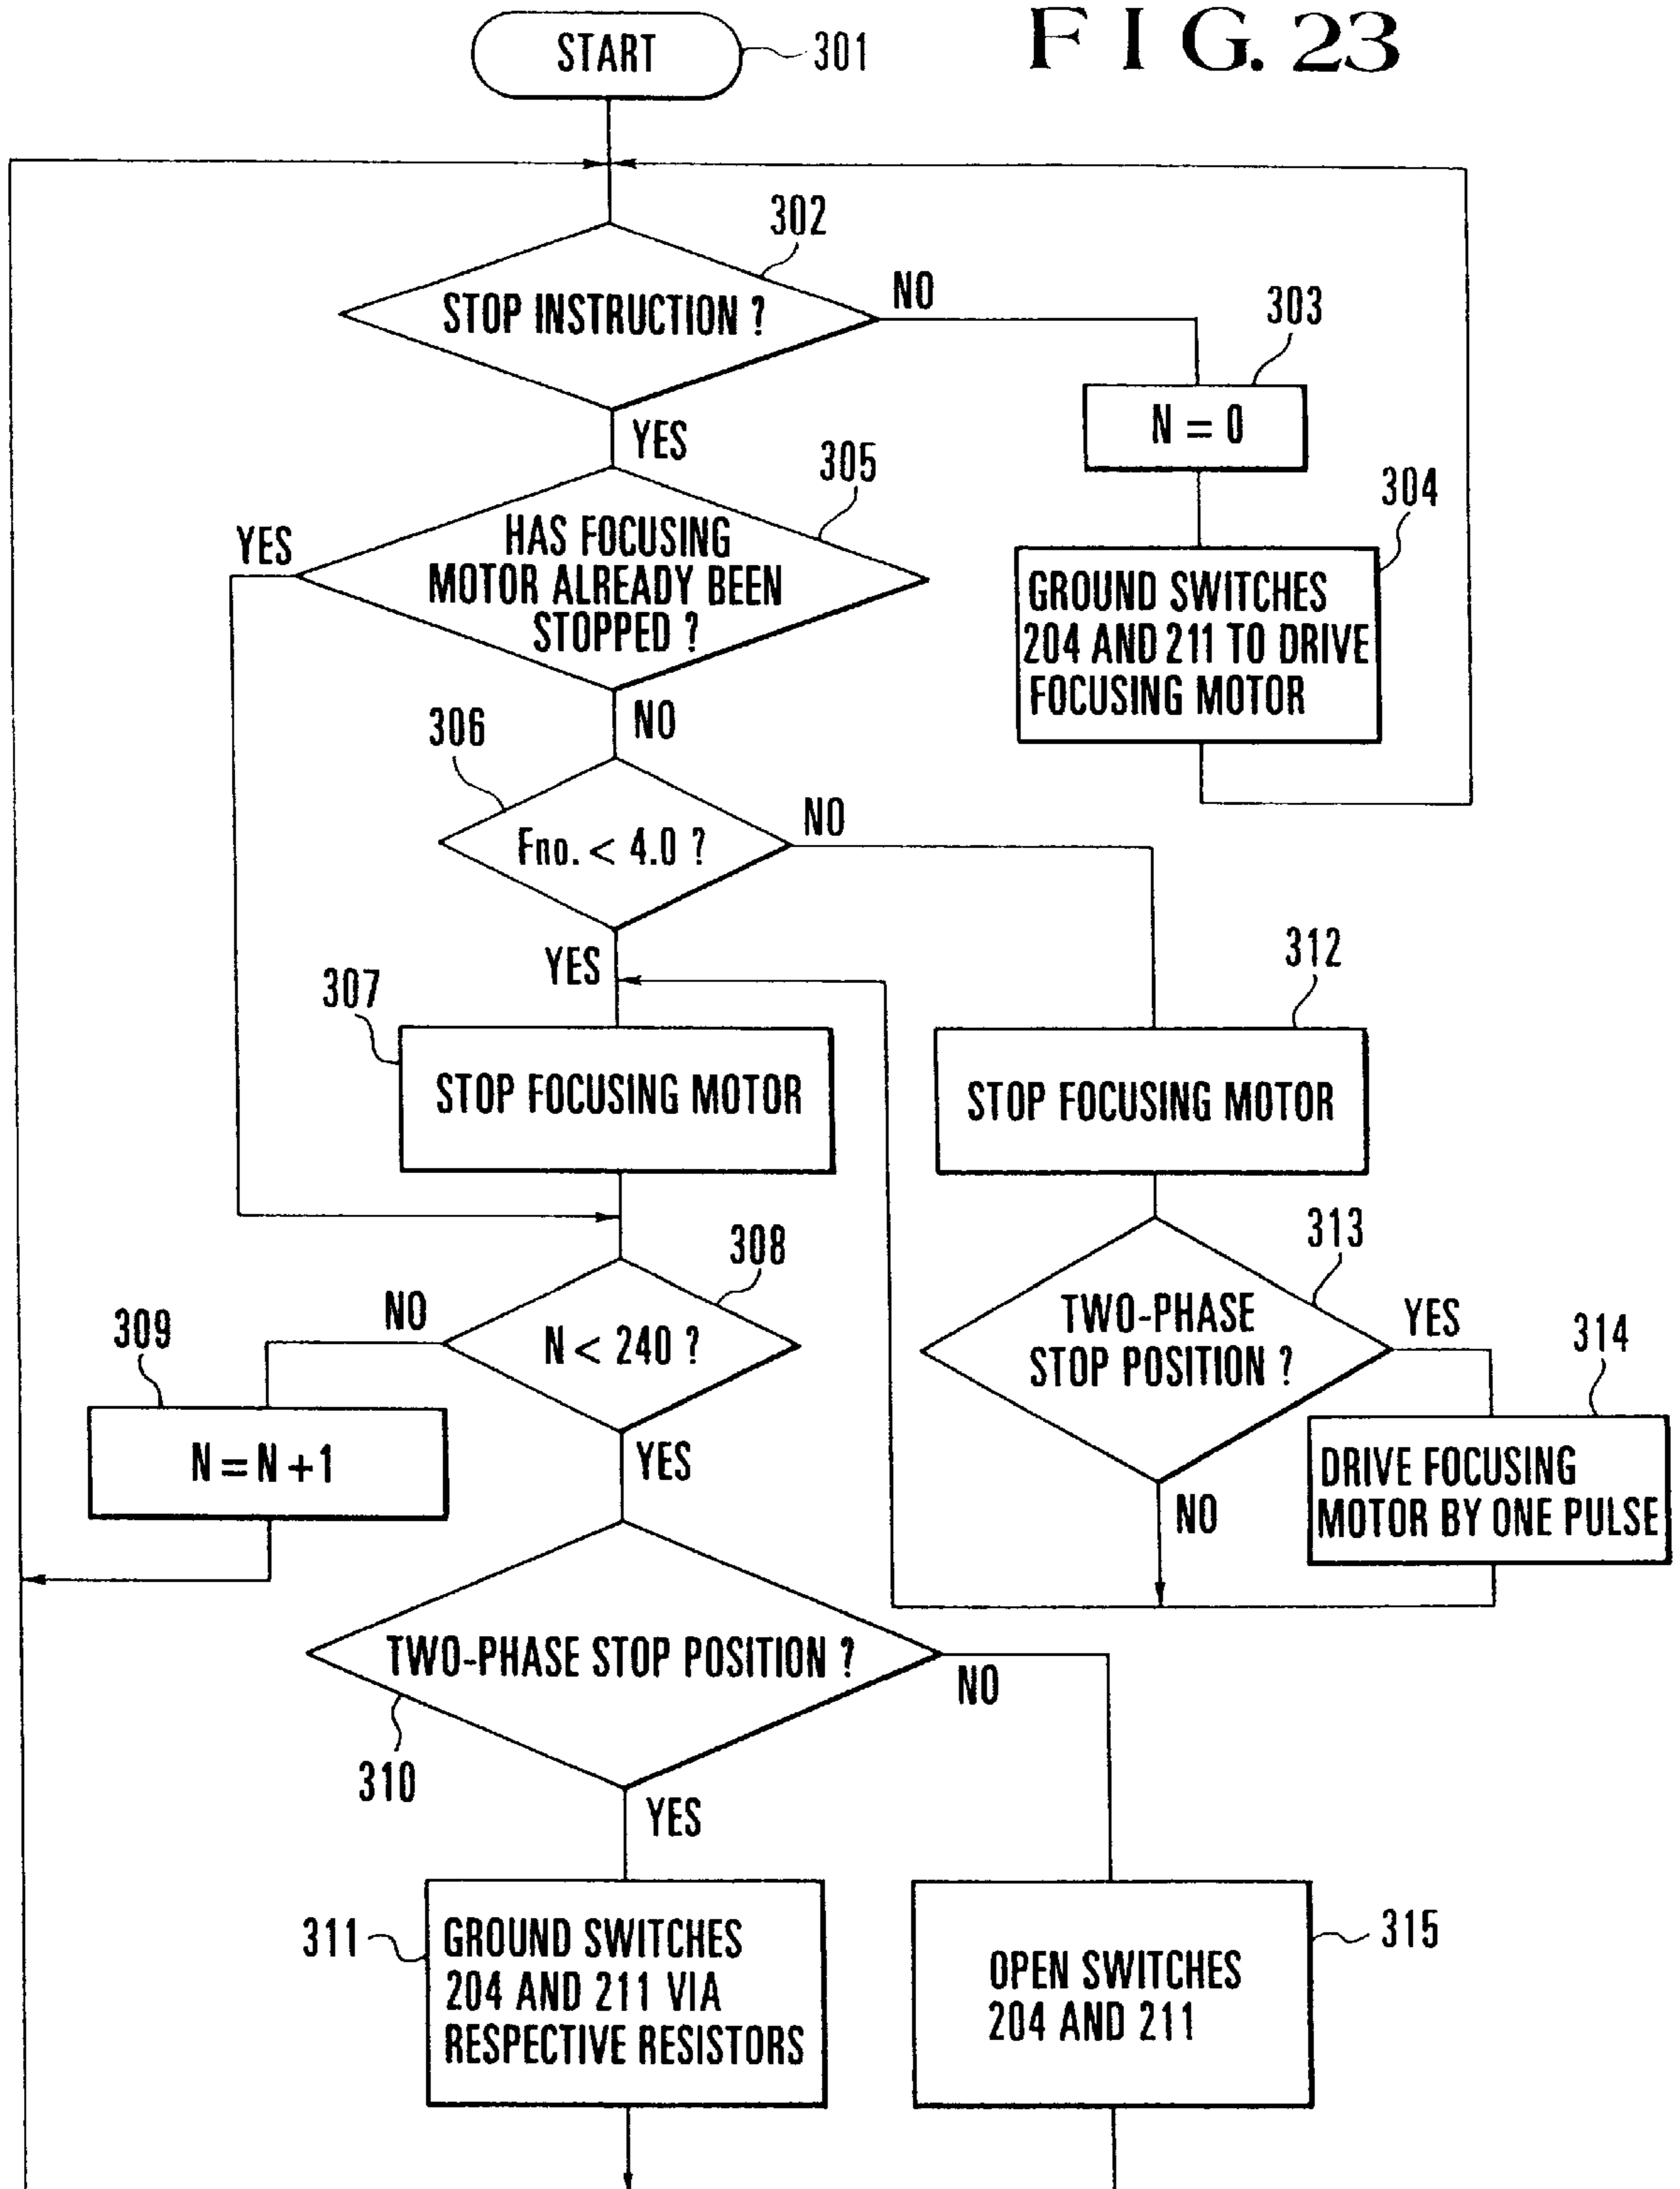 FIG. 23
START
301
302
STOP INSTRUCTION ?
NO
303
N = 0
YES
305
304
YES
HAS FOCUSING
MOTOR ALREADY BEEN
STOPPED ?
GROUND SWITCHES
204 AND 211 TO DRIVE
FOCUSING MOTOR
NO
306
Fno. < 4.0 ?
NO
YES
307
312
STOP FOCUSING MOTOR
STOP FOCUSING MOTOR
308
313
NO
N < 240 ?
309
TWO-PHASE
STOP POSITION ?
YES
314
N = N + 1
YES
DRIVE FOCUSING
MOTOR BY ONE PULSE
NO
TWO-PHASE STOP POSITION ?
NO
310
YES
311
GROUND SWITCHES
204 AND 211 VIA
RESPECTIVE RESISTORS
OPEN SWITCHES
204 AND 211
315